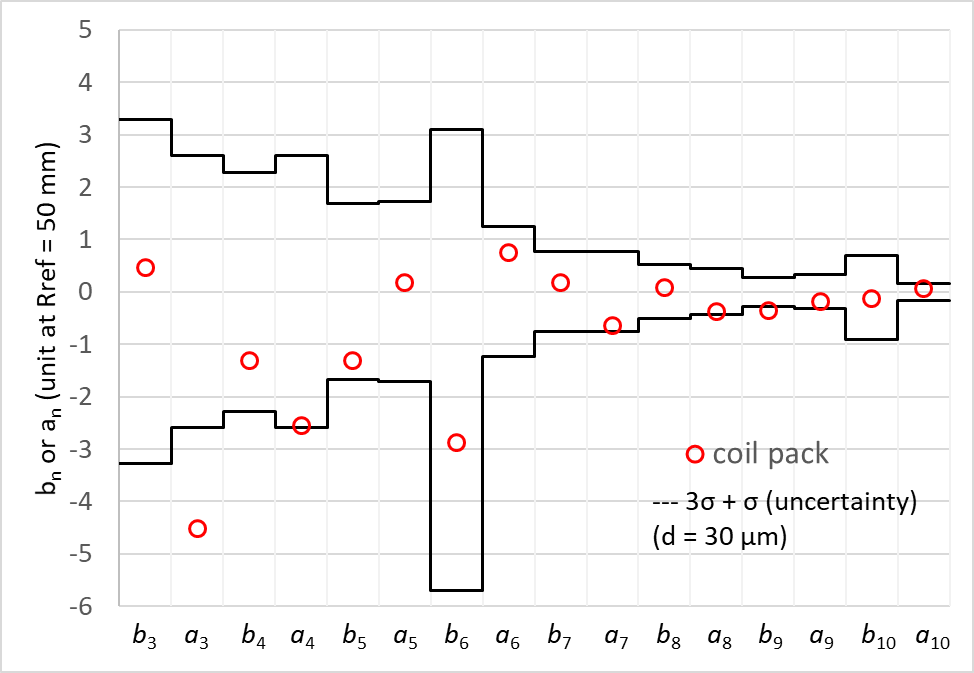 5
4
3
2
1
0
-1
-2
-3
-4
-5
-6
bn or an (unit at Rref = 50 mm)
coil pack
--- 3σ + σ (uncertainty)
(d = 30 µm)
b3 a3 b4 a4 b5 a5 b6 a6 b7 a7 b8 a8 b9 a9 b10 a10